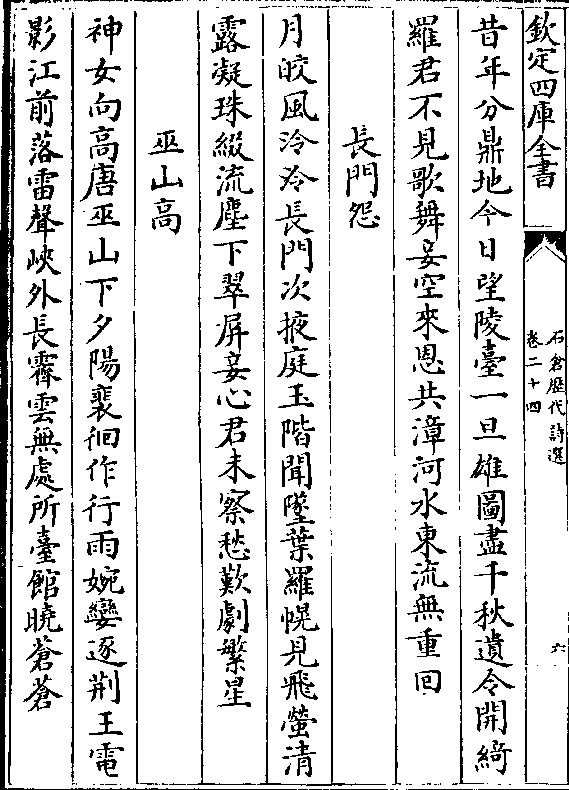 欽定四庫全書
石倉歷代詩選
卷二十四
六
昔年分鼎地今日望陵臺一旦雄圖盡千秋遺令開綺
羅君不見歌舞妾空來恩共漳河水東流無重回
長門怨
月皎風泠泠長門次掖庭玉階聞墜葉羅幌見飛螢清
露凝珠綴流塵下翠屏妾心君未察愁歎劇繁星
巫山高
神女向高唐巫山下夕陽裴徊作行雨婉孌逐荆王電
影江前落雷聲峽外長霽雲無處所臺館曉蒼蒼